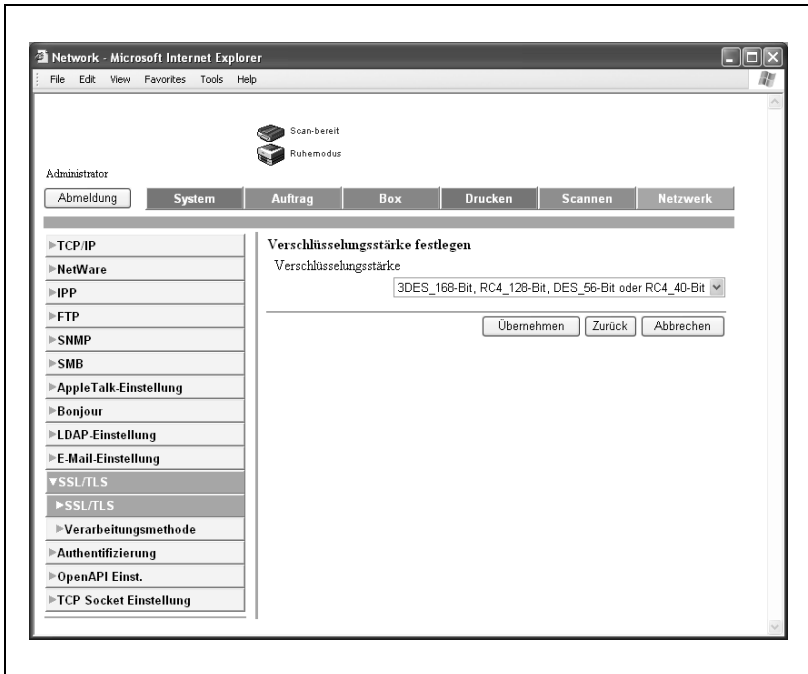 Network - Microsoft Internet Explorer
File Edit View Favorites Tools Help
Scan-bereit
Ruhemodus
Administrator
Abmeldung System Auftrag Box Drucken Scannen Netzwerk
TCP/IP
NetWare
IPP
FTP
SNMP
SMB
AppleTalk-Einstellung
Bonjour
LDAP-Einstellung
E-Mail-Einstellung
SSL/TLS
SSL/TLS
Verarbeitungsmethode
Authentifizierung
OpenAPI Einst.
TCP Socket Einstellung
Verschlüsselungsstärke festlegen
Verschlüsselungsstärke
3DES_168-Bit, RC4_128-Bit, DES_56-Bit oder RC4_40-Bit
Übernehmen Zurück Abbrechen